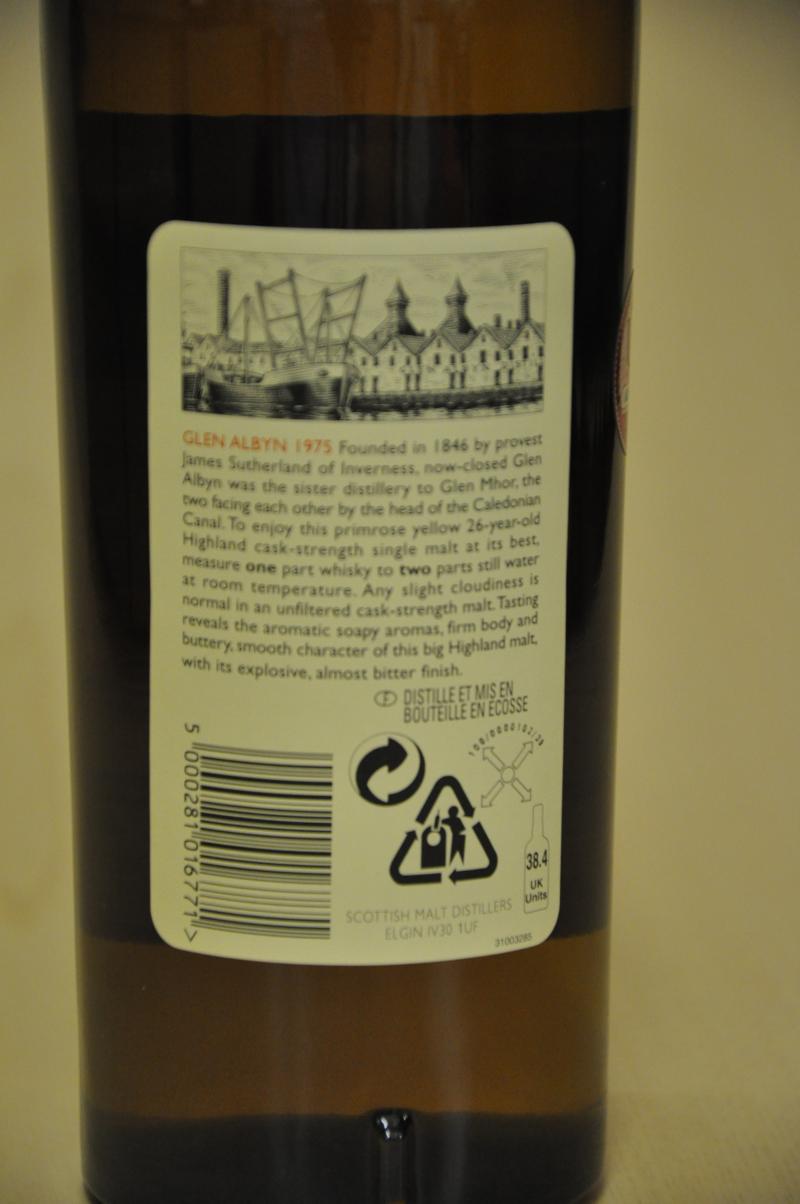 GLEN ALBYN 1975 Founded in 1846 by provest
James Sutherland of Inverness, now-closed Glen
Albyn was the sister distillery to Glen Mhor, the
two facing each other by the head of the Caledonian
Canal. To enjoy this primrose yellow 26-year-old
Highland cask-strength single malt at its best,
measure one part whisky to two parts still water
at room temperature. Any slight cloudiness is
normal in an unfiltered cask-strength malt. Tasting
reveals the aromatic soapy aromas, firm body and
buttery, smooth character of this big Highland malt,
with its explosive, almost bitter finish.
F DISTILLE ET MIS EN
BOUTEILLE EN ECOSSE
5 000281 016771 >
38.4
UK
Units
SCOTTISH MALT DISTILLERS
ELGIN IV30 1UF
31003285